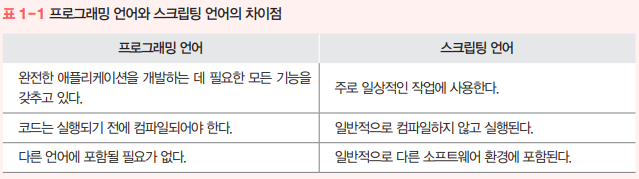 표 1-1 프로그래밍 언어와 스크립팅 언어의 차이점
프로그래밍 언어
스크립팅 언어
완전한 애플리케이션을 개발하는 데 필요한 모든 기능을
갖추고 있다.
주로 일상적인 작업에 사용한다.
코드는 실행되기 전에 컴파일되어야 한다.
일반적으로 컴파일하지 않고 실행된다.
다른 언어에 포함될 필요가 없다.
일반적으로 다른 소프트웨어 환경에 포함된다.